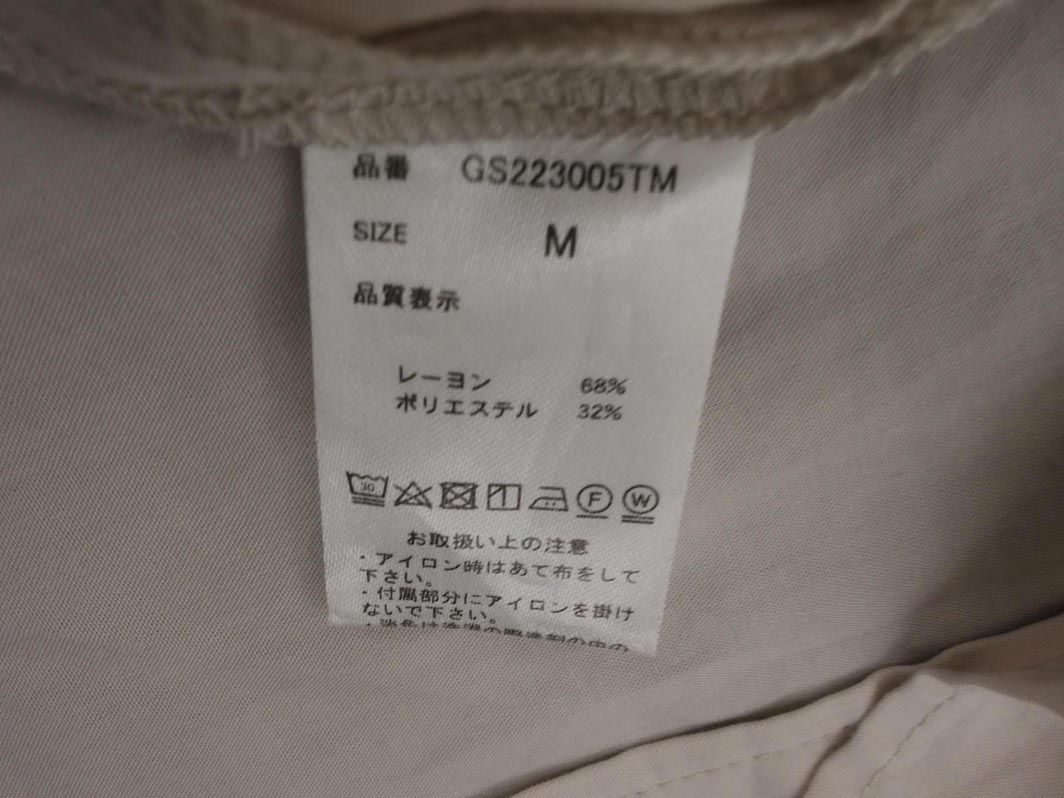 品番 GS223005TM
SIZE M
品質表示
レーヨン 68%
ポリエステル 32%
30 F W
お取扱い上の注意
・アイロン時はあて布をして
下さい。
・付属部分にアイロンを掛け
ないで下さい。